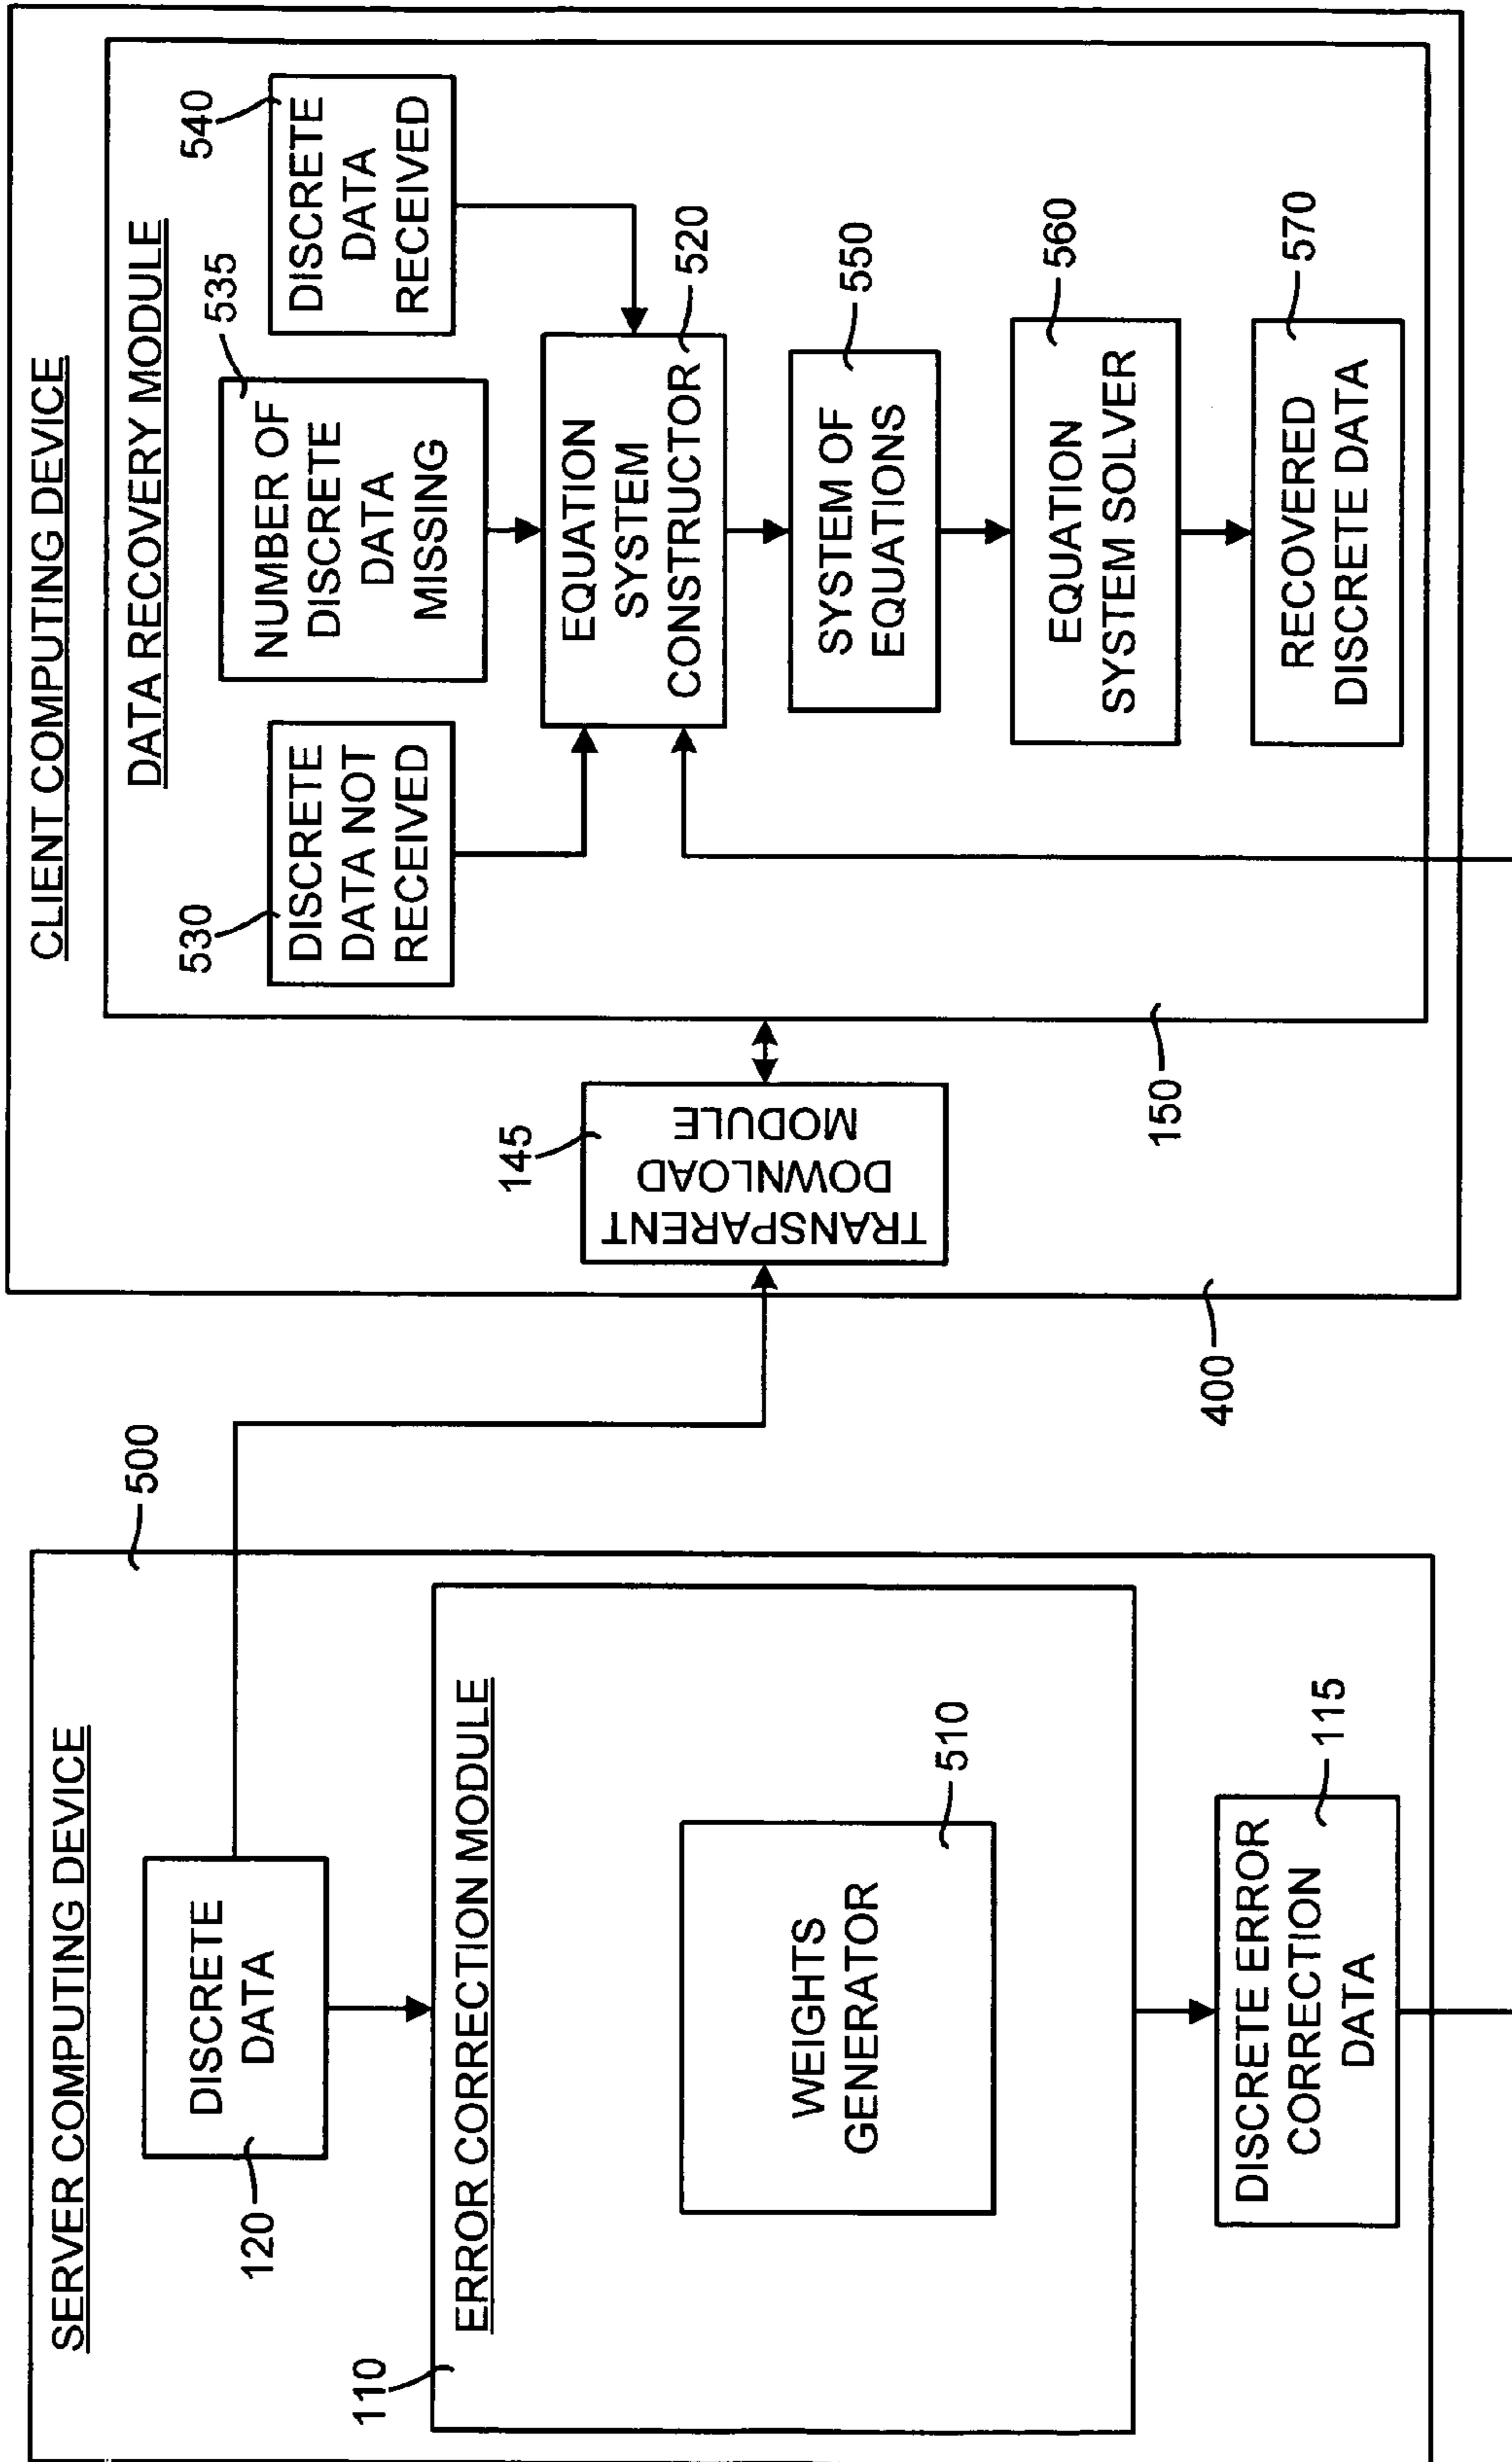 SERVER COMPUTING DEVICE
500
DISCRETE
DATA
120
110
ERROR CORRECTION MODULE
WEIGHTS
GENERATOR
510
DISCRETE ERROR
CORRECTION
DATA
115
CLIENT COMPUTING DEVICE
400
TRANSPARENT
DOWNLOAD
MODULE
145
DATA RECOVERY MODULE
150
530
DISCRETE
DATA NOT
RECEIVED
535
NUMBER OF
DISCRETE
DATA
MISSING
540
DISCRETE
DATA
RECEIVED
EQUATION
SYSTEM
CONSTRUCTOR
520
SYSTEM OF
EQUATIONS
550
EQUATION
SYSTEM SOLVER
560
RECOVERED
DISCRETE DATA
570